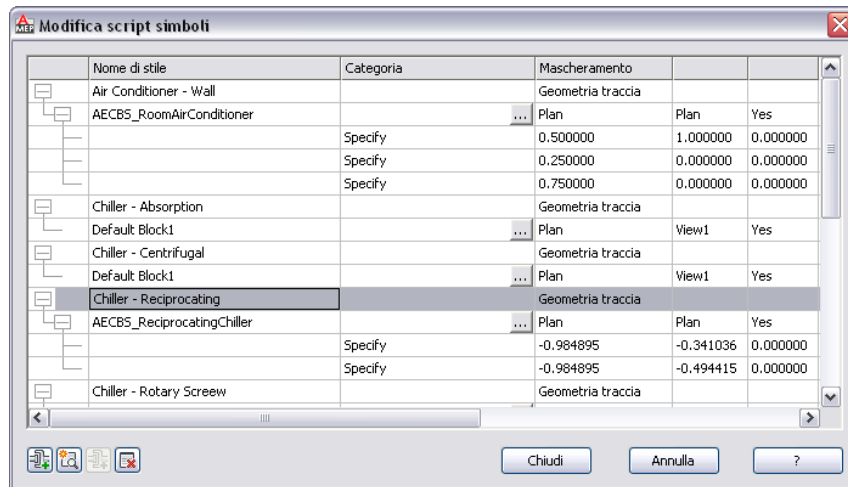 MEP Modifica script simboli
Nome di stile Categoria Mascheramento
Air Conditioner - Wall Geometria traccia
AECBS_RoomAirConditioner ... Plan Plan Yes
Specify 0.500000 1.000000 0.000000
Specify 0.250000 0.000000 0.000000
Specify 0.750000 0.000000 0.000000
Chiller - Absorption Geometria traccia
Default Block1 ... Plan View1 Yes
Chiller - Centrifugal Geometria traccia
Default Block1 ... Plan View1 Yes
Chiller - Reciprocating Geometria traccia
AECBS_ReciprocatingChiller ... Plan Plan Yes
Specify -0.984895 -0.341036 0.000000
Specify -0.984895 -0.494415 0.000000
Chiller - Rotary Screew Geometria traccia
Chiudi Annulla ?